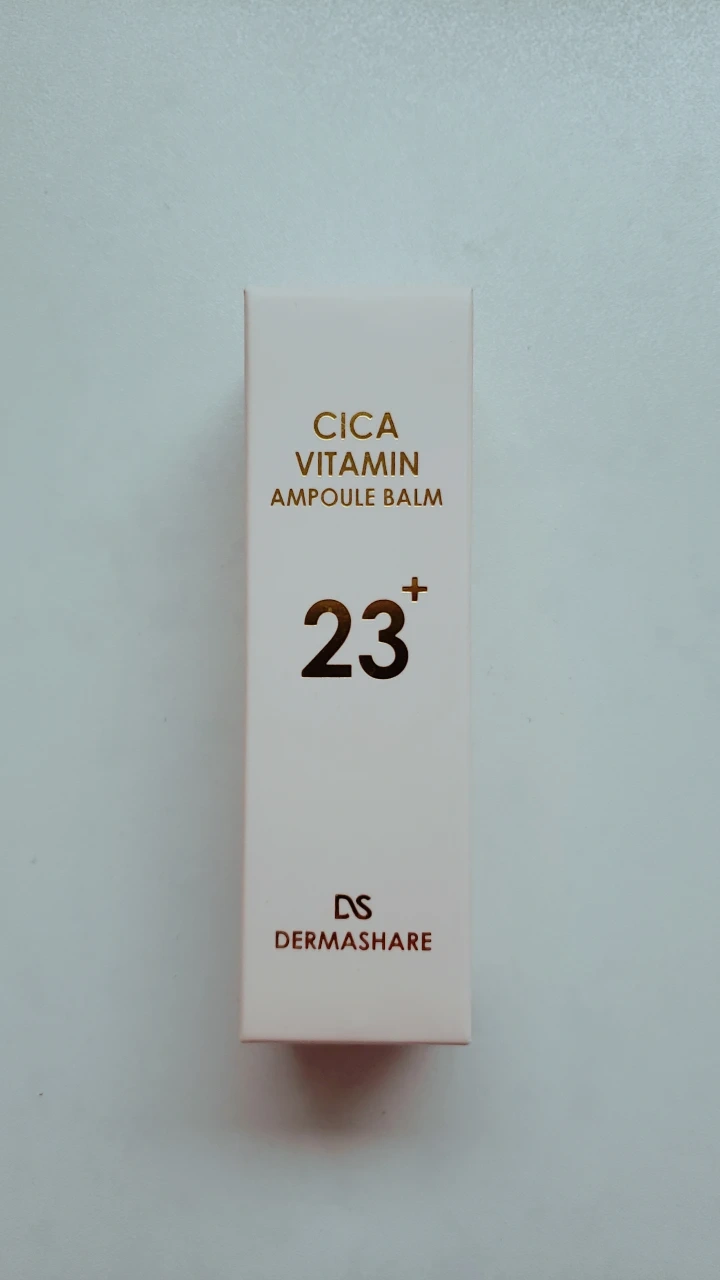 CICA
VITAMIN
AMPOULE BALM
23+
DS
DERMASHARE